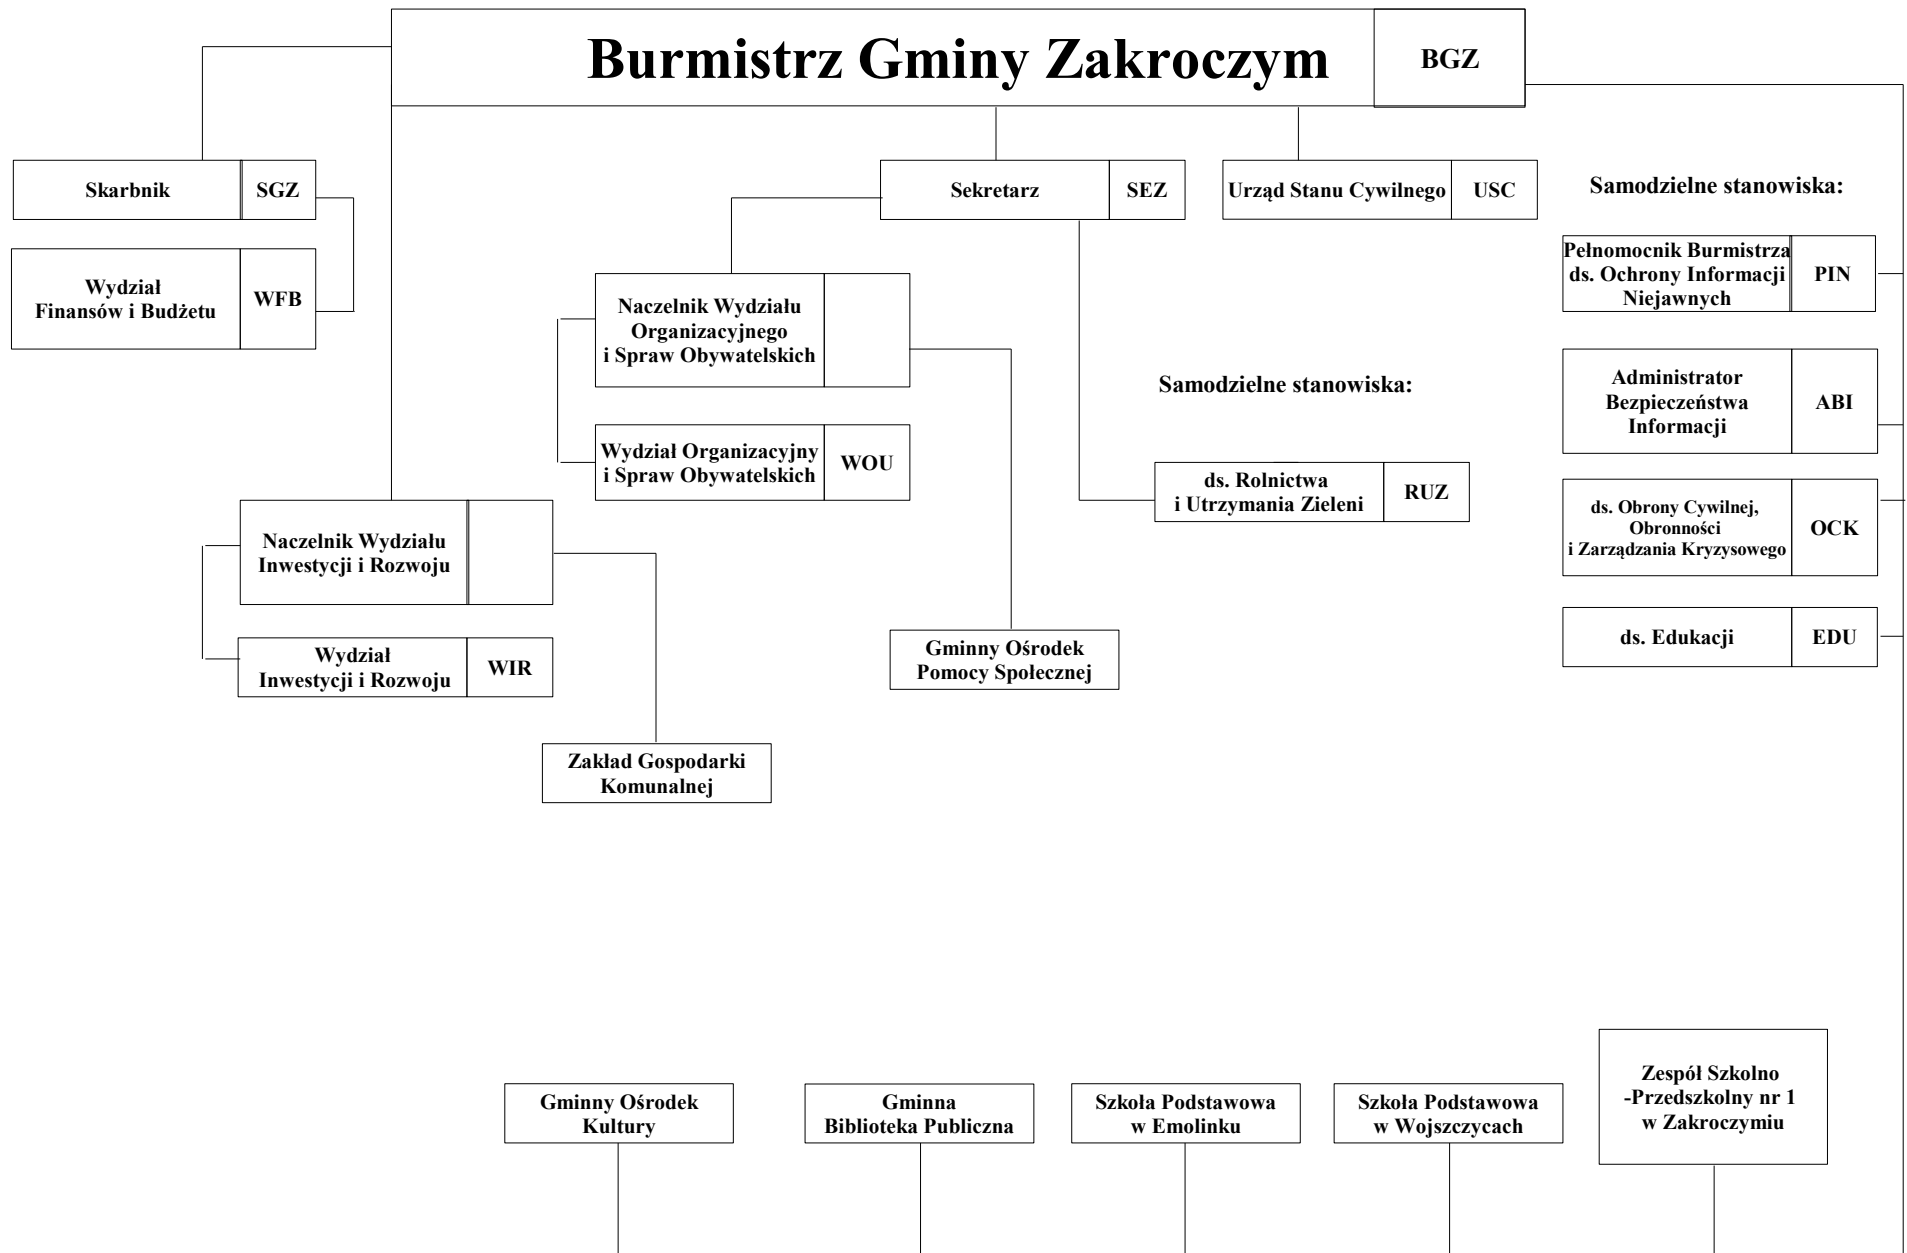 Burmistrz Gminy Zakroczym
BGZ
Skarbnik
SGZ
Sekretarz
SEZ
Urząd Stanu Cywilnego
USC
Samodzielne stanowiska:
Wydział
Finansów i Budżetu
WFB
Naczelnik Wydziału
Organizacyjnego
i Spraw Obywatelskich
Pełnomocnik Burmistrza
ds. Ochrony Informacji
Niejawnych
PIN
Samodzielne stanowiska:
Administrator
Bezpieczeństwa
Informacji
ABI
Wydział Organizacyjny
i Spraw Obywatelskich
WOU
ds. Rolnictwa
i Utrzymania Zieleni
RUZ
ds. Obrony Cywilnej,
Obronności
i Zarządzania Kryzysowego
OCK
Naczelnik Wydziału
Inwestycji i Rozwoju
ds. Edukacji
EDU
Wydział
Inwestycji i Rozwoju
WIR
Gminny Ośrodek
Pomocy Społecznej
Zakład Gospodarki
Komunalnej
Gminny Ośrodek
Kultury
Gminna
Biblioteka Publiczna
Szkoła Podstawowa
w Emolinku
Szkoła Podstawowa
w Wojszczycach
Zespół Szkolno
-Przedszkolny nr 1
w Zakroczymiu